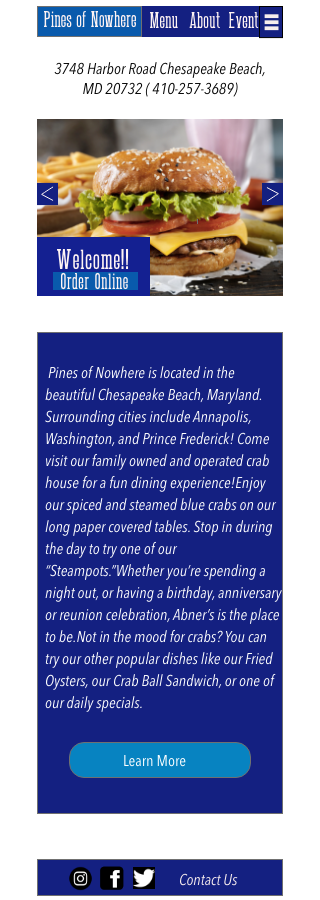 Pines of Nowhere Menu About Event
3748 Harbor Road Chesapeake Beach,
MD 20732 ( 410-257-3689)
< >
Welcome!!
Order Online
Pines of Nowhere is located in the
beautiful Chesapeake Beach, Maryland.
Surrounding cities include Annapolis,
Washington, and Prince Frederick! Come
visit our family owned and operated crab
house for a fun dining experience!Enjoy
our spiced and steamed blue crabs on our
long paper covered tables. Stop in during
the day to try one of our
“Steampots.”Whether you’re spending a
night out, or having a birthday, anniversary
or reunion celebration, Abner’s is the place
to be.Not in the mood for crabs? You can
try our other popular dishes like our Fried
Oysters, our Crab Ball Sandwich, or one of
our daily specials.
Learn More
Contact Us